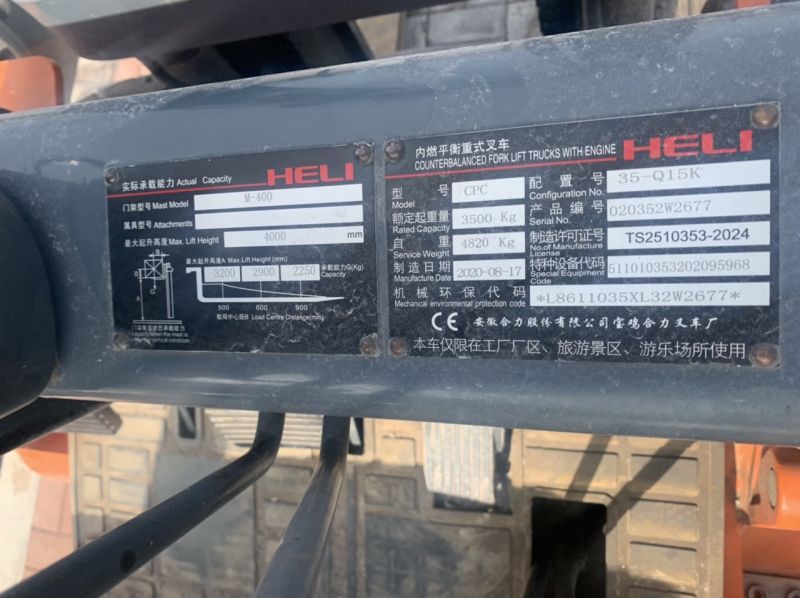 实际承载能力 Actual Capacity HELI
门架型号 Mast Model M-400
属具型号 Attachments
最大起升高度 Max. Lift Height 4000 mm
最大起升高度A Max. Lift Height (mm)
3200 2900 2250
承载能力G(Kg)
Capacity
500 600 900
载荷中心距B Load Centre Distance(mm)
A
B
G
门架垂直状态承载能力
内燃平衡重式叉车 HELI
COUNTERBALANCED FORK LIFT TRUCKS WITH ENGINE
型号 CPC
额定起重量 3500 Kg
Rated Capacity
自重 4820 Kg
Service Weight
制造日期 2020-08-17
Manufacture Date
配置号 35-Q15K
Configuration No.
产品编号 020352W2677
Serial No.
制造许可证号 TS2510353-2024
No.of Manufacture
License
特种设备代码 511010353202095968
Special Equipment
Code
机械环保代码 *L8611035XL32W2677*
Mechanical environmental protection code
CE 安徽合力股份有限公司宝鸡合力叉车厂
本车仅限在工厂厂区、旅游景区、游乐场所使用